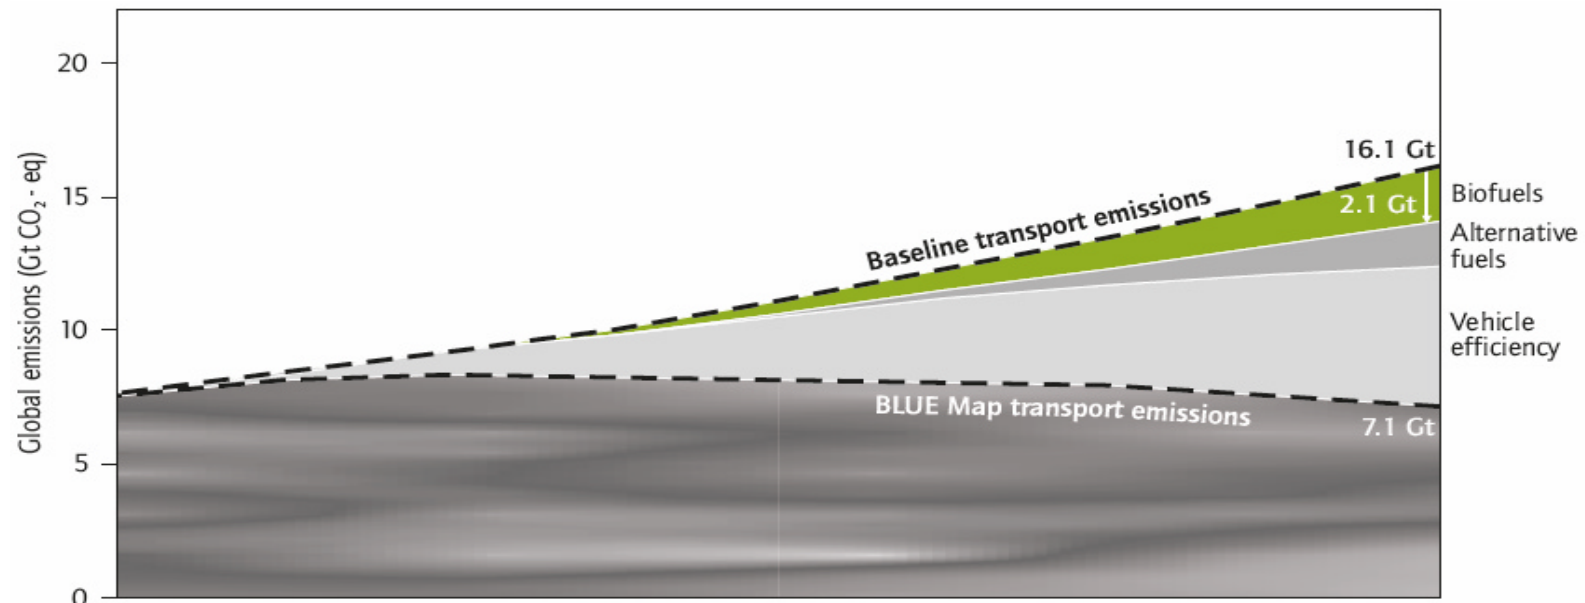 Global emissions (Gt CO₂ - eq)
20
15
10
5
0
Baseline transport emissions
16.1 Gt
2.1 Gt
Biofuels
Alternative
fuels
Vehicle
efficiency
BLUE Map transport emissions
7.1 Gt